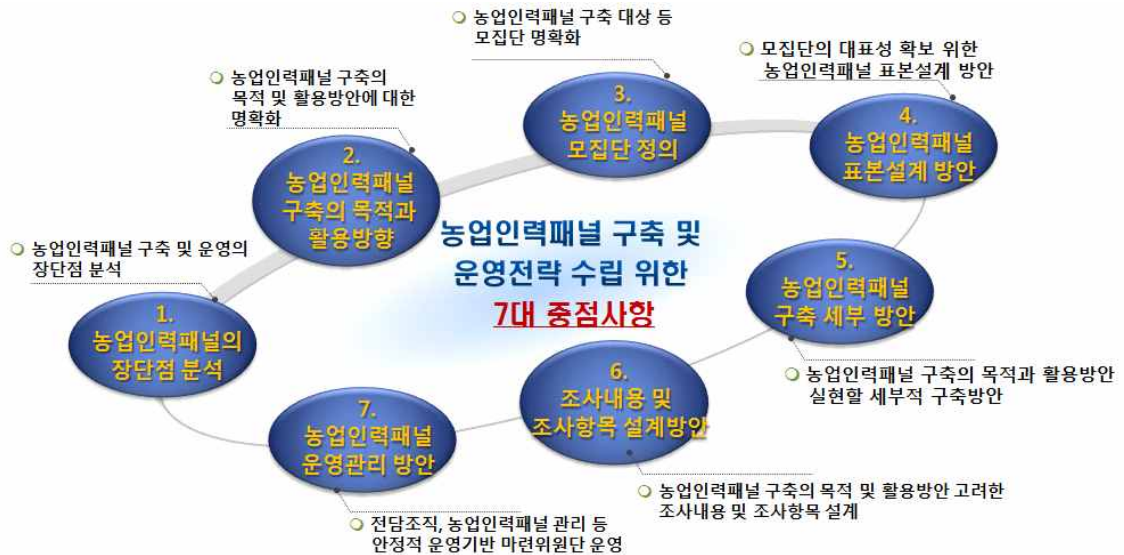 농업인력패널 구축 및
운영전략 수립 위한
7대 중점사항
1.
농업인력패널의
장단점 분석
농업인력패널 구축 및 운영의
장단점 분석
2.
농업인력패널
구축의 목적과
활용방향
농업인력패널 구축의
목적 및 활용방안에 대한
명확화
3.
농업인력패널
모집단 정의
농업인력패널 구축 대상 등
모집단 명확화
4.
농업인력패널
표본설계 방안
모집단의 대표성 확보 위한
농업인력패널 표본설계 방안
5.
농업인력패널
구축 세부 방안
농업인력패널 구축의 목적과 활용방안
실현할 세부적 구축방안
6.
조사내용 및
조사항목 설계방안
농업인력패널 구축의 목적 및 활용방안 고려한
조사내용 및 조사항목 설계
7.
농업인력패널
운영관리 방안
전담조직, 농업인력패널 관리 등
안정적 운영기반 마련위원단 운영